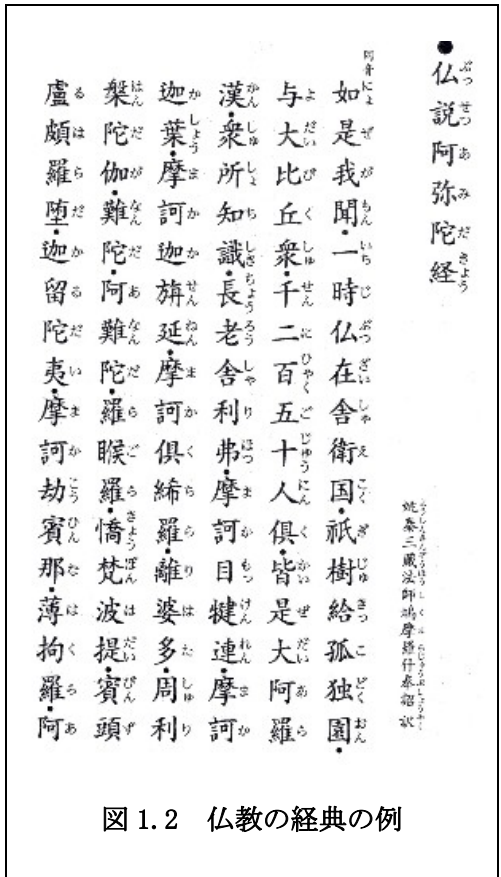 ●仏説阿弥陀経
姚秦三蔵法師鳩摩羅什奉詔訳
同音
如是我聞・一時仏在舎衛国・祇樹給孤独園・
与大比丘衆・千二百五十人倶・皆是大阿羅
漢・衆所知識・長老舎利弗・摩訶目犍連・摩訶
迦葉・摩訶迦旃延・摩訶倶絺羅・離婆多・周利
槃陀伽・難陀・阿難陀・羅睺羅・憍梵波提・賓頭
盧頗羅堕・迦留陀夷・摩訶劫賓那・薄拘羅・阿
図1.2 仏教の経典の例